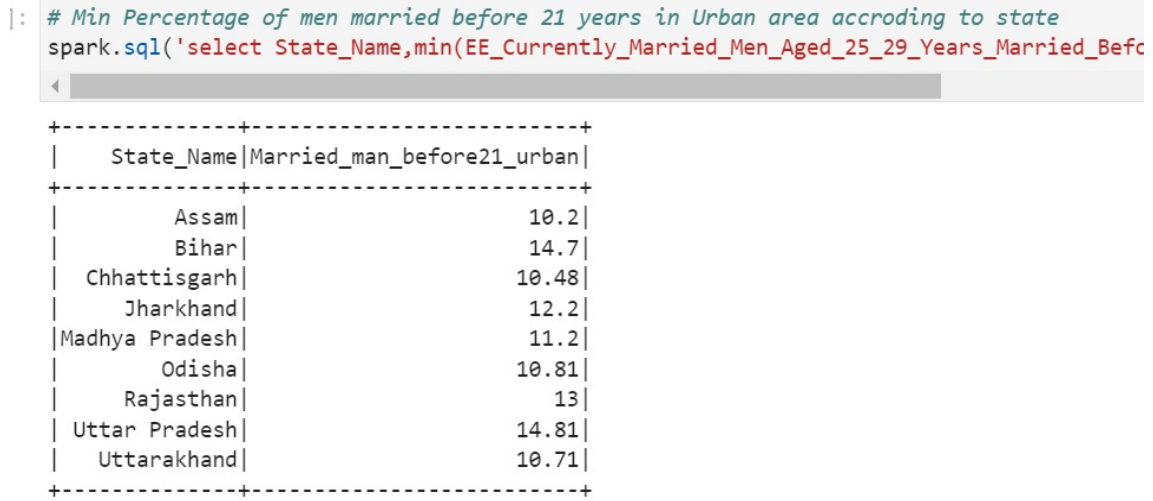 ]: # Min Percentage of men married before 21 years in Urban area accroding to state
spark.sql('select State_Name,min(EE_Currently_Married_Men_Aged_25_29_Years_Married_Befo
+--------------+--------------------------+
|    State_Name|Married_man_before21_urban|
+--------------+--------------------------+
|         Assam|                      10.2|
|         Bihar|                      14.7|
|  Chhattisgarh|                     10.48|
|     Jharkhand|                      12.2|
|Madhya Pradesh|                      11.2|
|        Odisha|                     10.81|
|     Rajasthan|                        13|
| Uttar Pradesh|                     14.81|
|   Uttarakhand|                     10.71|
+--------------+--------------------------+